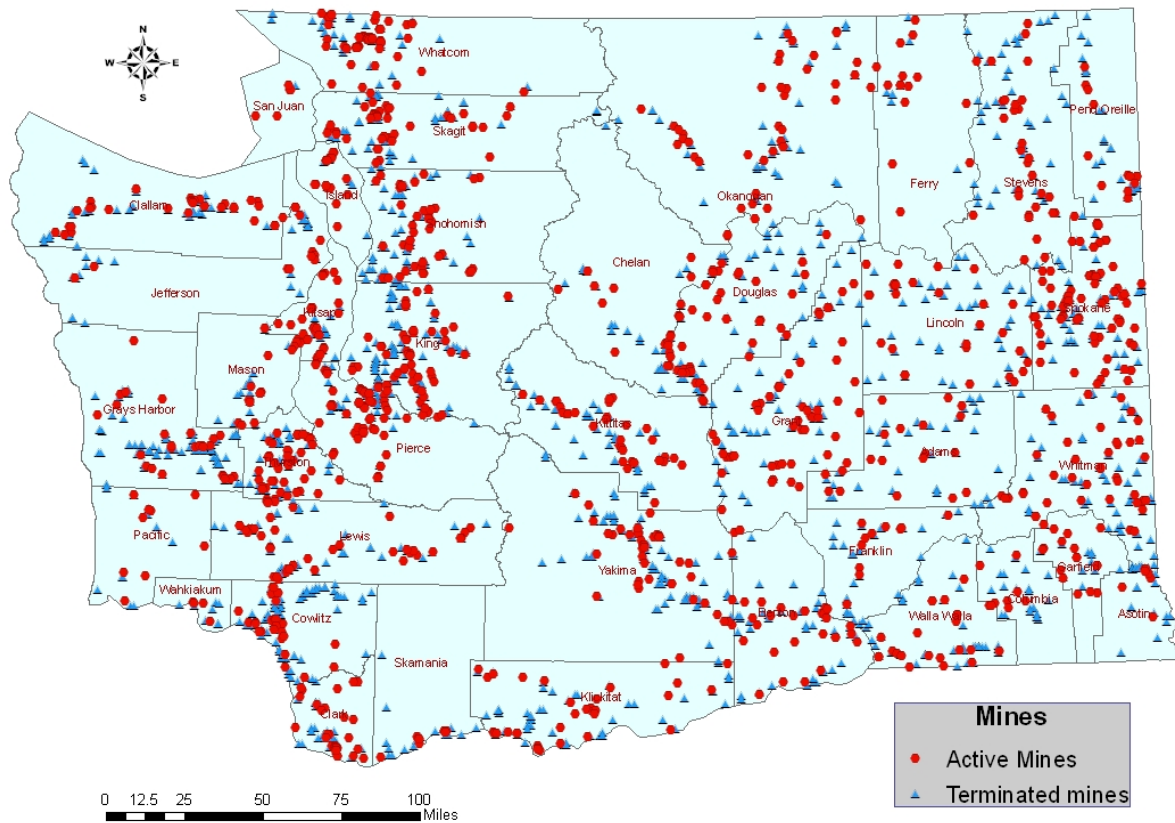 N
W E
S
Whatcom
San Juan
Skagit
Pend Oreille
Island
Clallam
Okanogan
Ferry
Stevens
Snohomish
Chelan
Jefferson
Douglas
Kitsap
Lincoln
Spokane
King
Mason
Grays Harbor
Kittitas
Grant
Pierce
Adams
Thurston
Whitman
Pacific
Lewis
Franklin
Yakima
Garfield
Wahkiakum
Columbia
Cowlitz
Benton
Walla Walla
Asotin
Skamania
Klickitat
Clark
Mines
Active Mines
Terminated mines
0 12.5 25 50 75 100
Miles